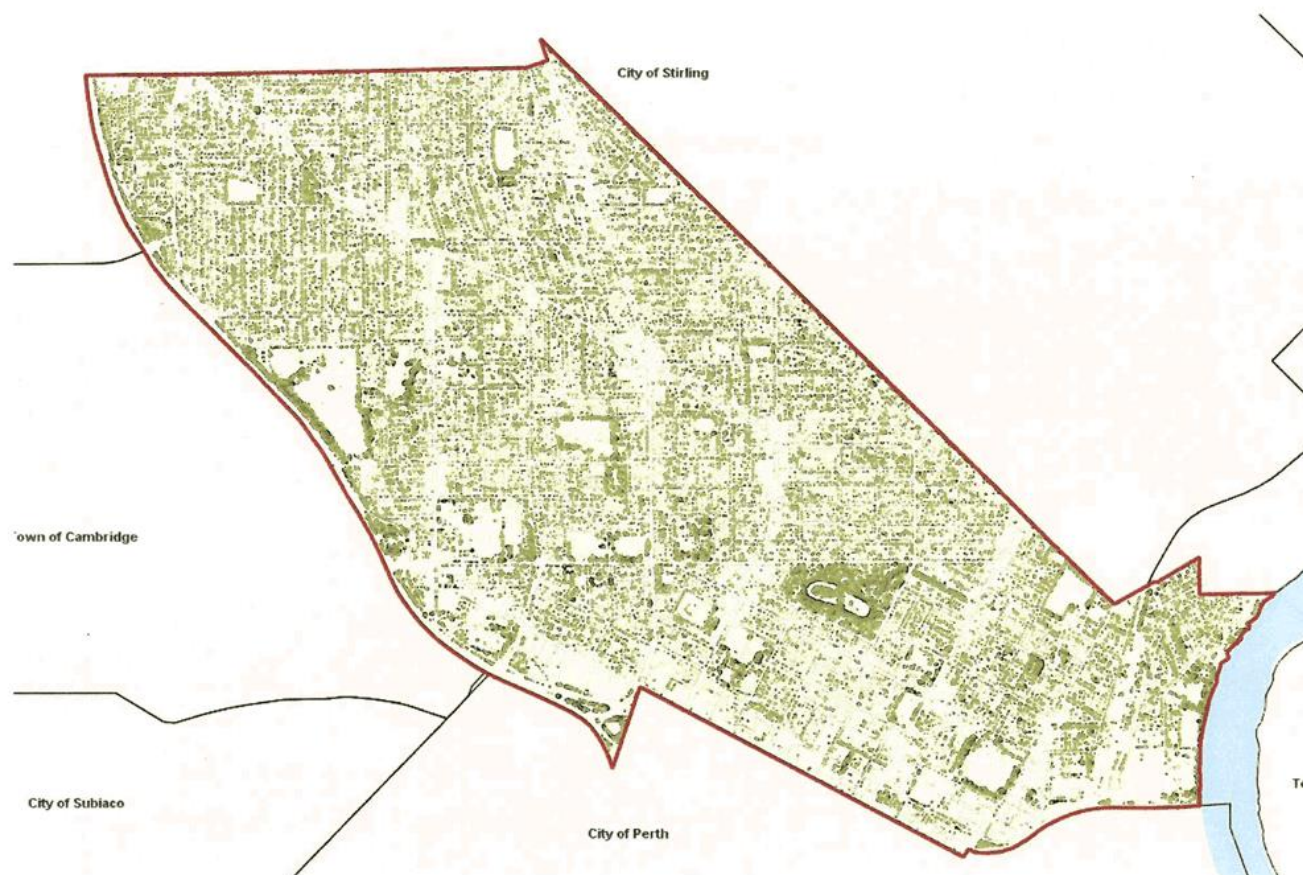 City of Stirling
own of Cambridge
City of Subiaco
City of Perth
T